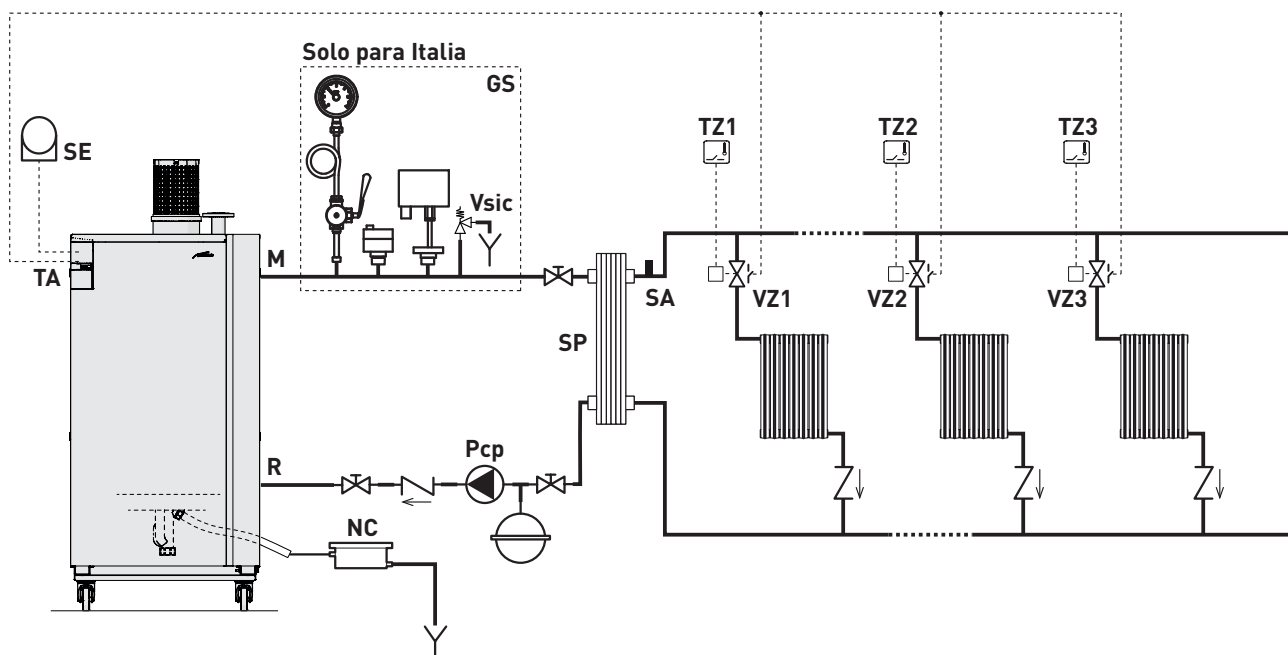 Solo para Italia
GS
SE
TZ1
TZ2
TZ3
Vsic
M
TA
SA
VZ1
VZ2
VZ3
SP
Pcp
R
NC